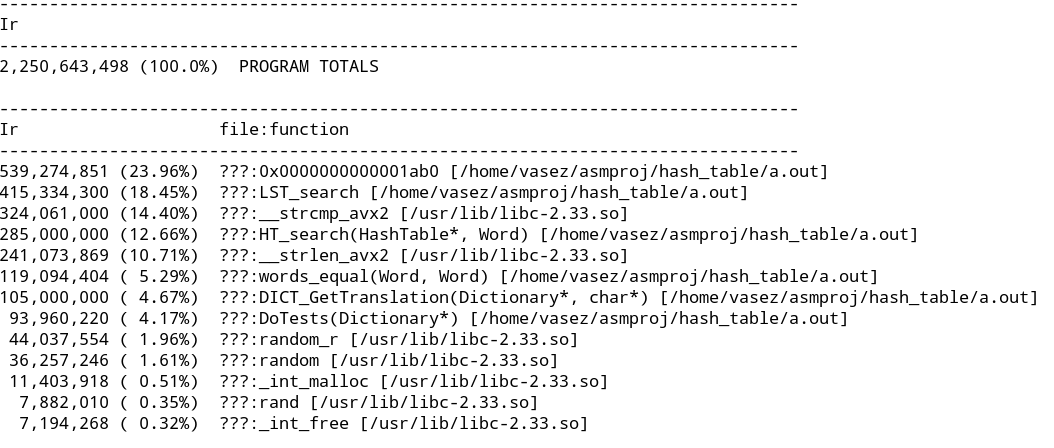 --------------------------------------------------------------------------------
Ir
--------------------------------------------------------------------------------
2,250,643,498 (100.0%)  PROGRAM TOTALS

--------------------------------------------------------------------------------
Ir                      file:function
--------------------------------------------------------------------------------
539,274,851 (23.96%)  ???:0x0000000000001ab0 [/home/vasez/asmproj/hash_table/a.out]
415,334,300 (18.45%)  ???:LST_search [/home/vasez/asmproj/hash_table/a.out]
324,061,000 (14.40%)  ???:__strcmp_avx2 [/usr/lib/libc-2.33.so]
285,000,000 (12.66%)  ???:HT_search(HashTable*, Word) [/home/vasez/asmproj/hash_table/a.out]
241,073,869 (10.71%)  ???:__strlen_avx2 [/usr/lib/libc-2.33.so]
119,094,404 ( 5.29%)  ???:words_equal(Word, Word) [/home/vasez/asmproj/hash_table/a.out]
105,000,000 ( 4.67%)  ???:DICT_GetTranslation(Dictionary*, char*) [/home/vasez/asmproj/hash_table/a.out]
 93,960,220 ( 4.17%)  ???:DoTests(Dictionary*) [/home/vasez/asmproj/hash_table/a.out]
 44,037,554 ( 1.96%)  ???:random_r [/usr/lib/libc-2.33.so]
 36,257,246 ( 1.61%)  ???:random [/usr/lib/libc-2.33.so]
 11,403,918 ( 0.51%)  ???:_int_malloc [/usr/lib/libc-2.33.so]
  7,882,010 ( 0.35%)  ???:rand [/usr/lib/libc-2.33.so]
  7,194,268 ( 0.32%)  ???:_int_free [/usr/lib/libc-2.33.so]